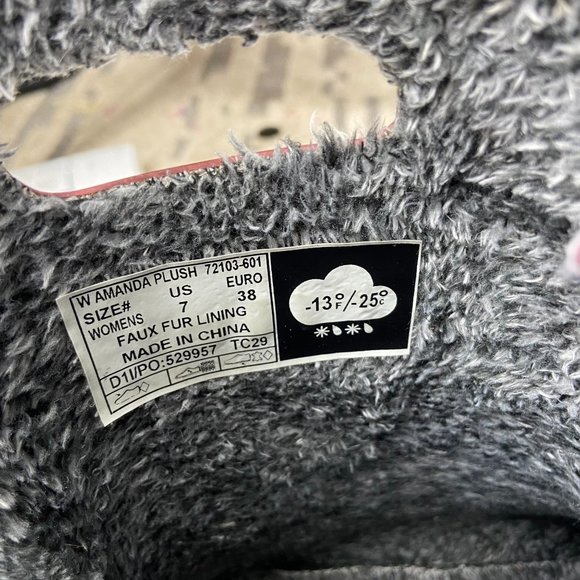 W AMANDA PLUSH 72103-601
SIZE# US EURO
WOMENS 7 38
FAUX FUR LINING
MADE IN CHINA
D1I/PO:529957 TC29
-13°F/-25°C